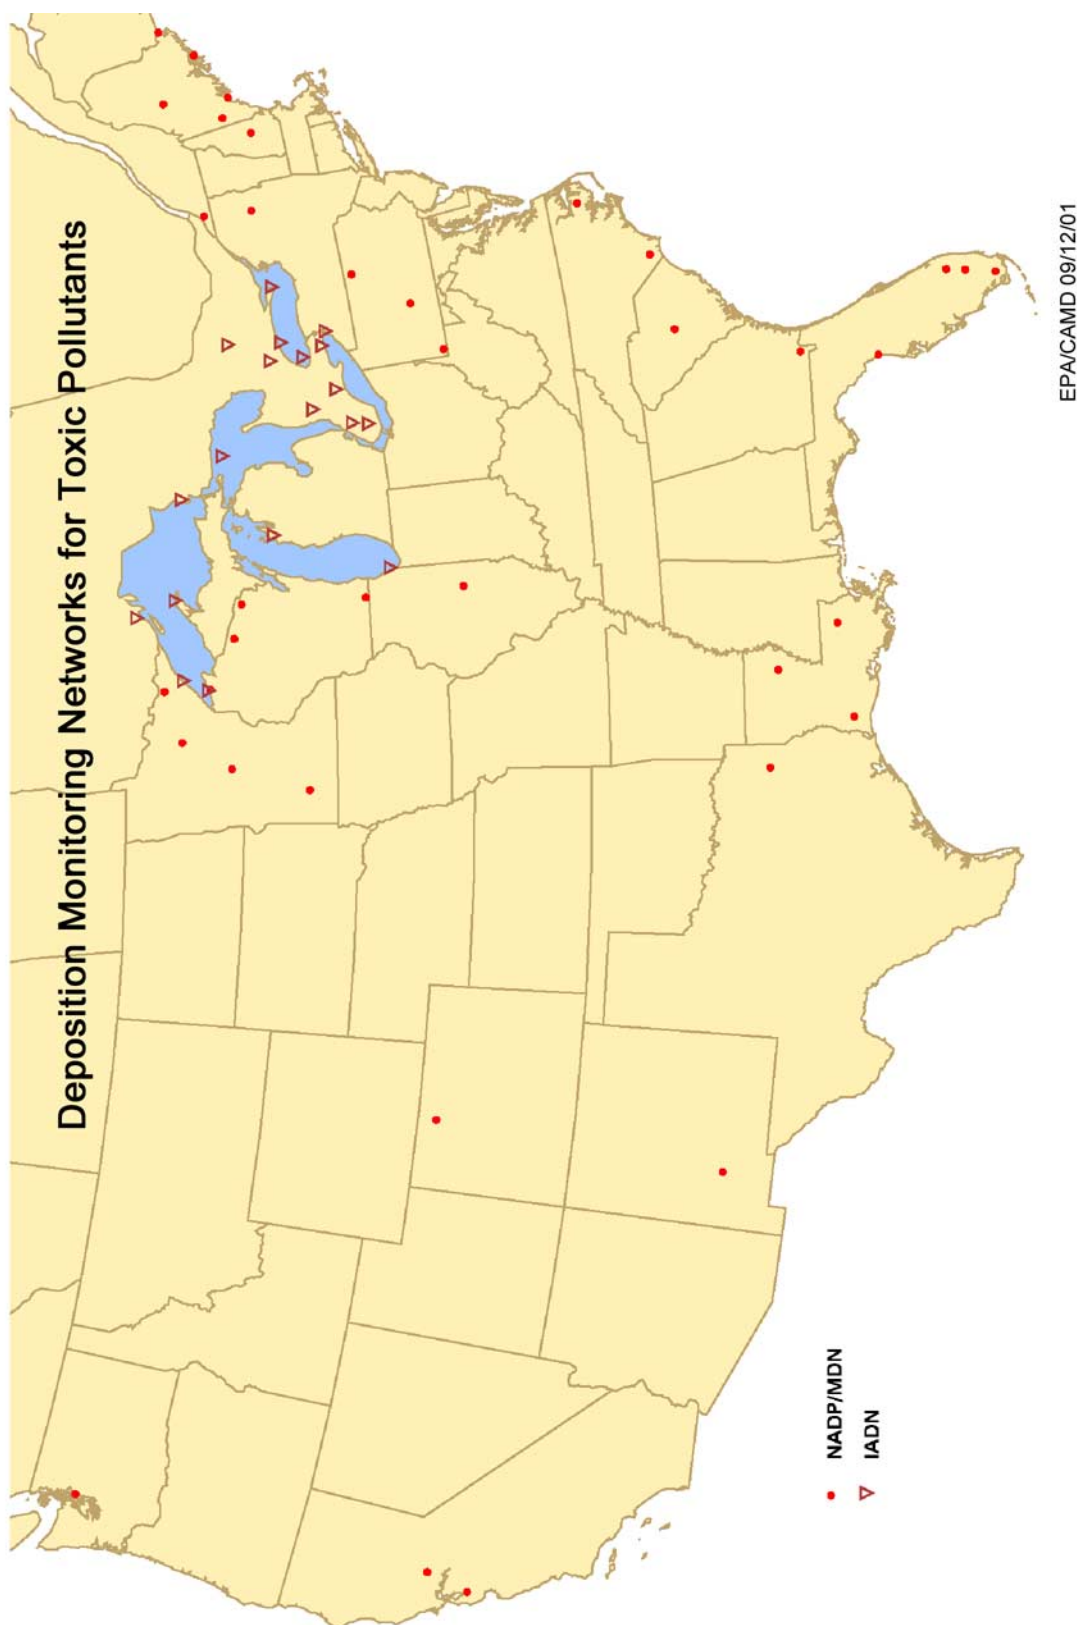 Deposition Monitoring Networks for Toxic Pollutants
NADP/MDN
IADN
EPA/CAMD 09/12/01